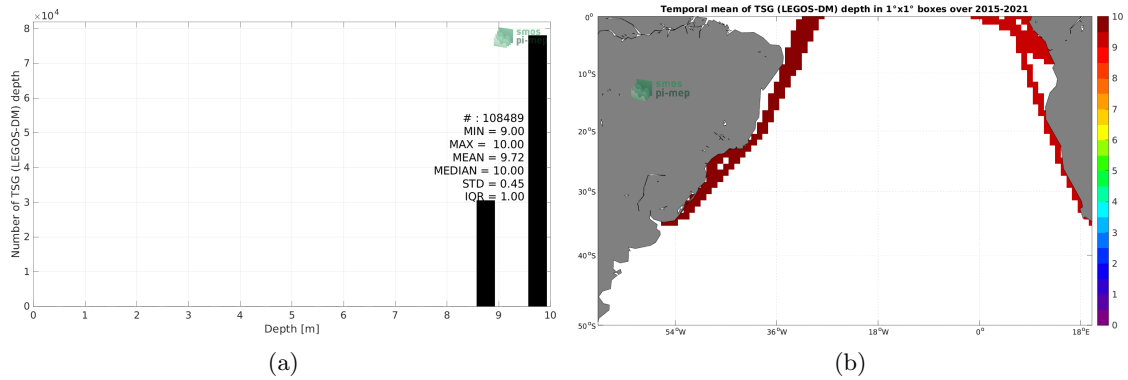 ×10⁴
8
7
6
5
4
3
2
1
0
Number of TSG (LEGOS-DM) depth
smos
pi-mep
# : 108489
MIN = 9.00
MAX = 10.00
MEAN = 9.72
MEDIAN = 10.00
STD = 0.45
IQR = 1.00
0 1 2 3 4 5 6 7 8 9 10
Depth [m]
(a)
Temporal mean of TSG (LEGOS-DM) depth in 1°x1° boxes over 2015-2021
0°
10°S
20°S
30°S
40°S
50°S
smos
pi-mep
54°W 36°W 18°W 0° 18°E
10
9
8
7
6
5
4
3
2
1
0
(b)